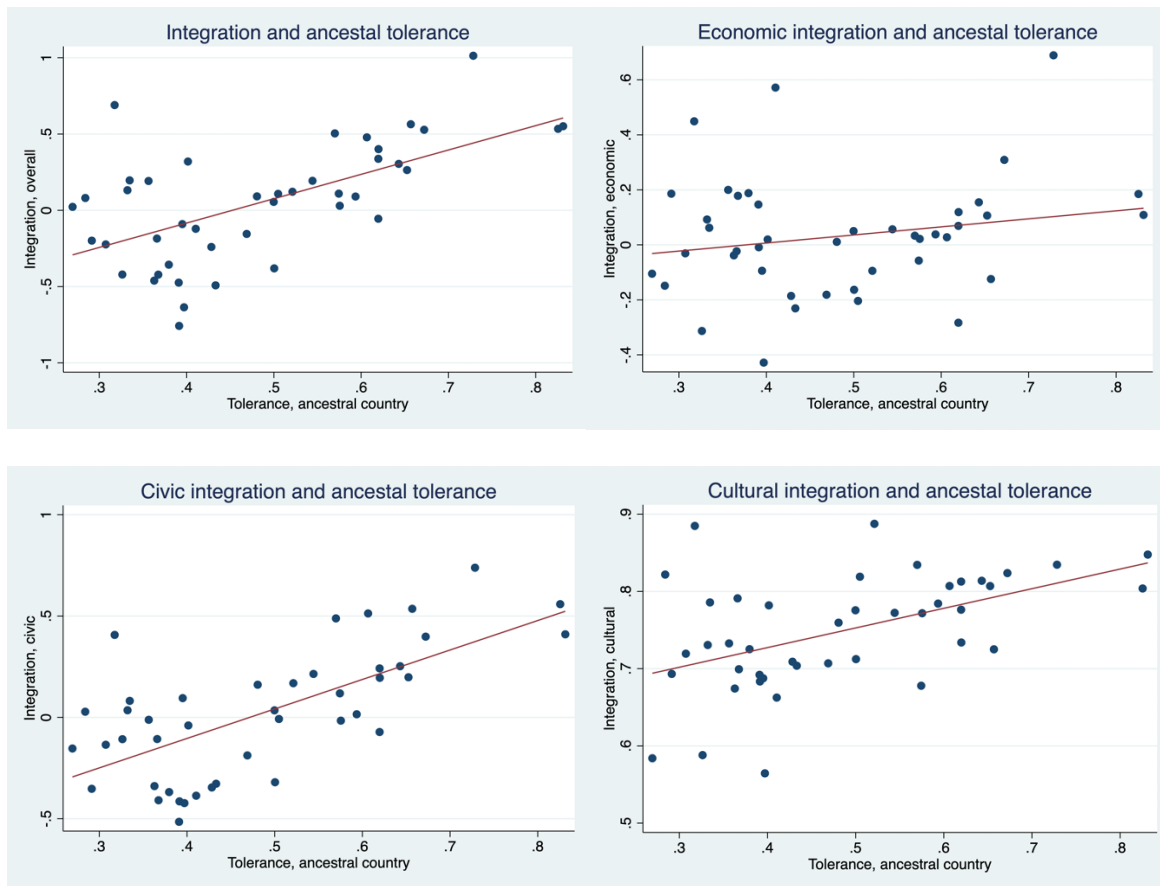 Integration and ancestal tolerance
Integration, overall
1
.5
0
-.5
-1
.3 .4 .5 .6 .7 .8
Tolerance, ancestral country
Economic integration and ancestal tolerance
Integration, economic
.6
.4
.2
0
-.2
-.4
.3 .4 .5 .6 .7 .8
Tolerance, ancestral country
Civic integration and ancestal tolerance
Integration, civic
1
.5
0
-.5
.3 .4 .5 .6 .7 .8
Tolerance, ancestral country
Cultural integration and ancestal tolerance
Integration, cultural
.9
.8
.7
.6
.5
.3 .4 .5 .6 .7 .8
Tolerance, ancestral country